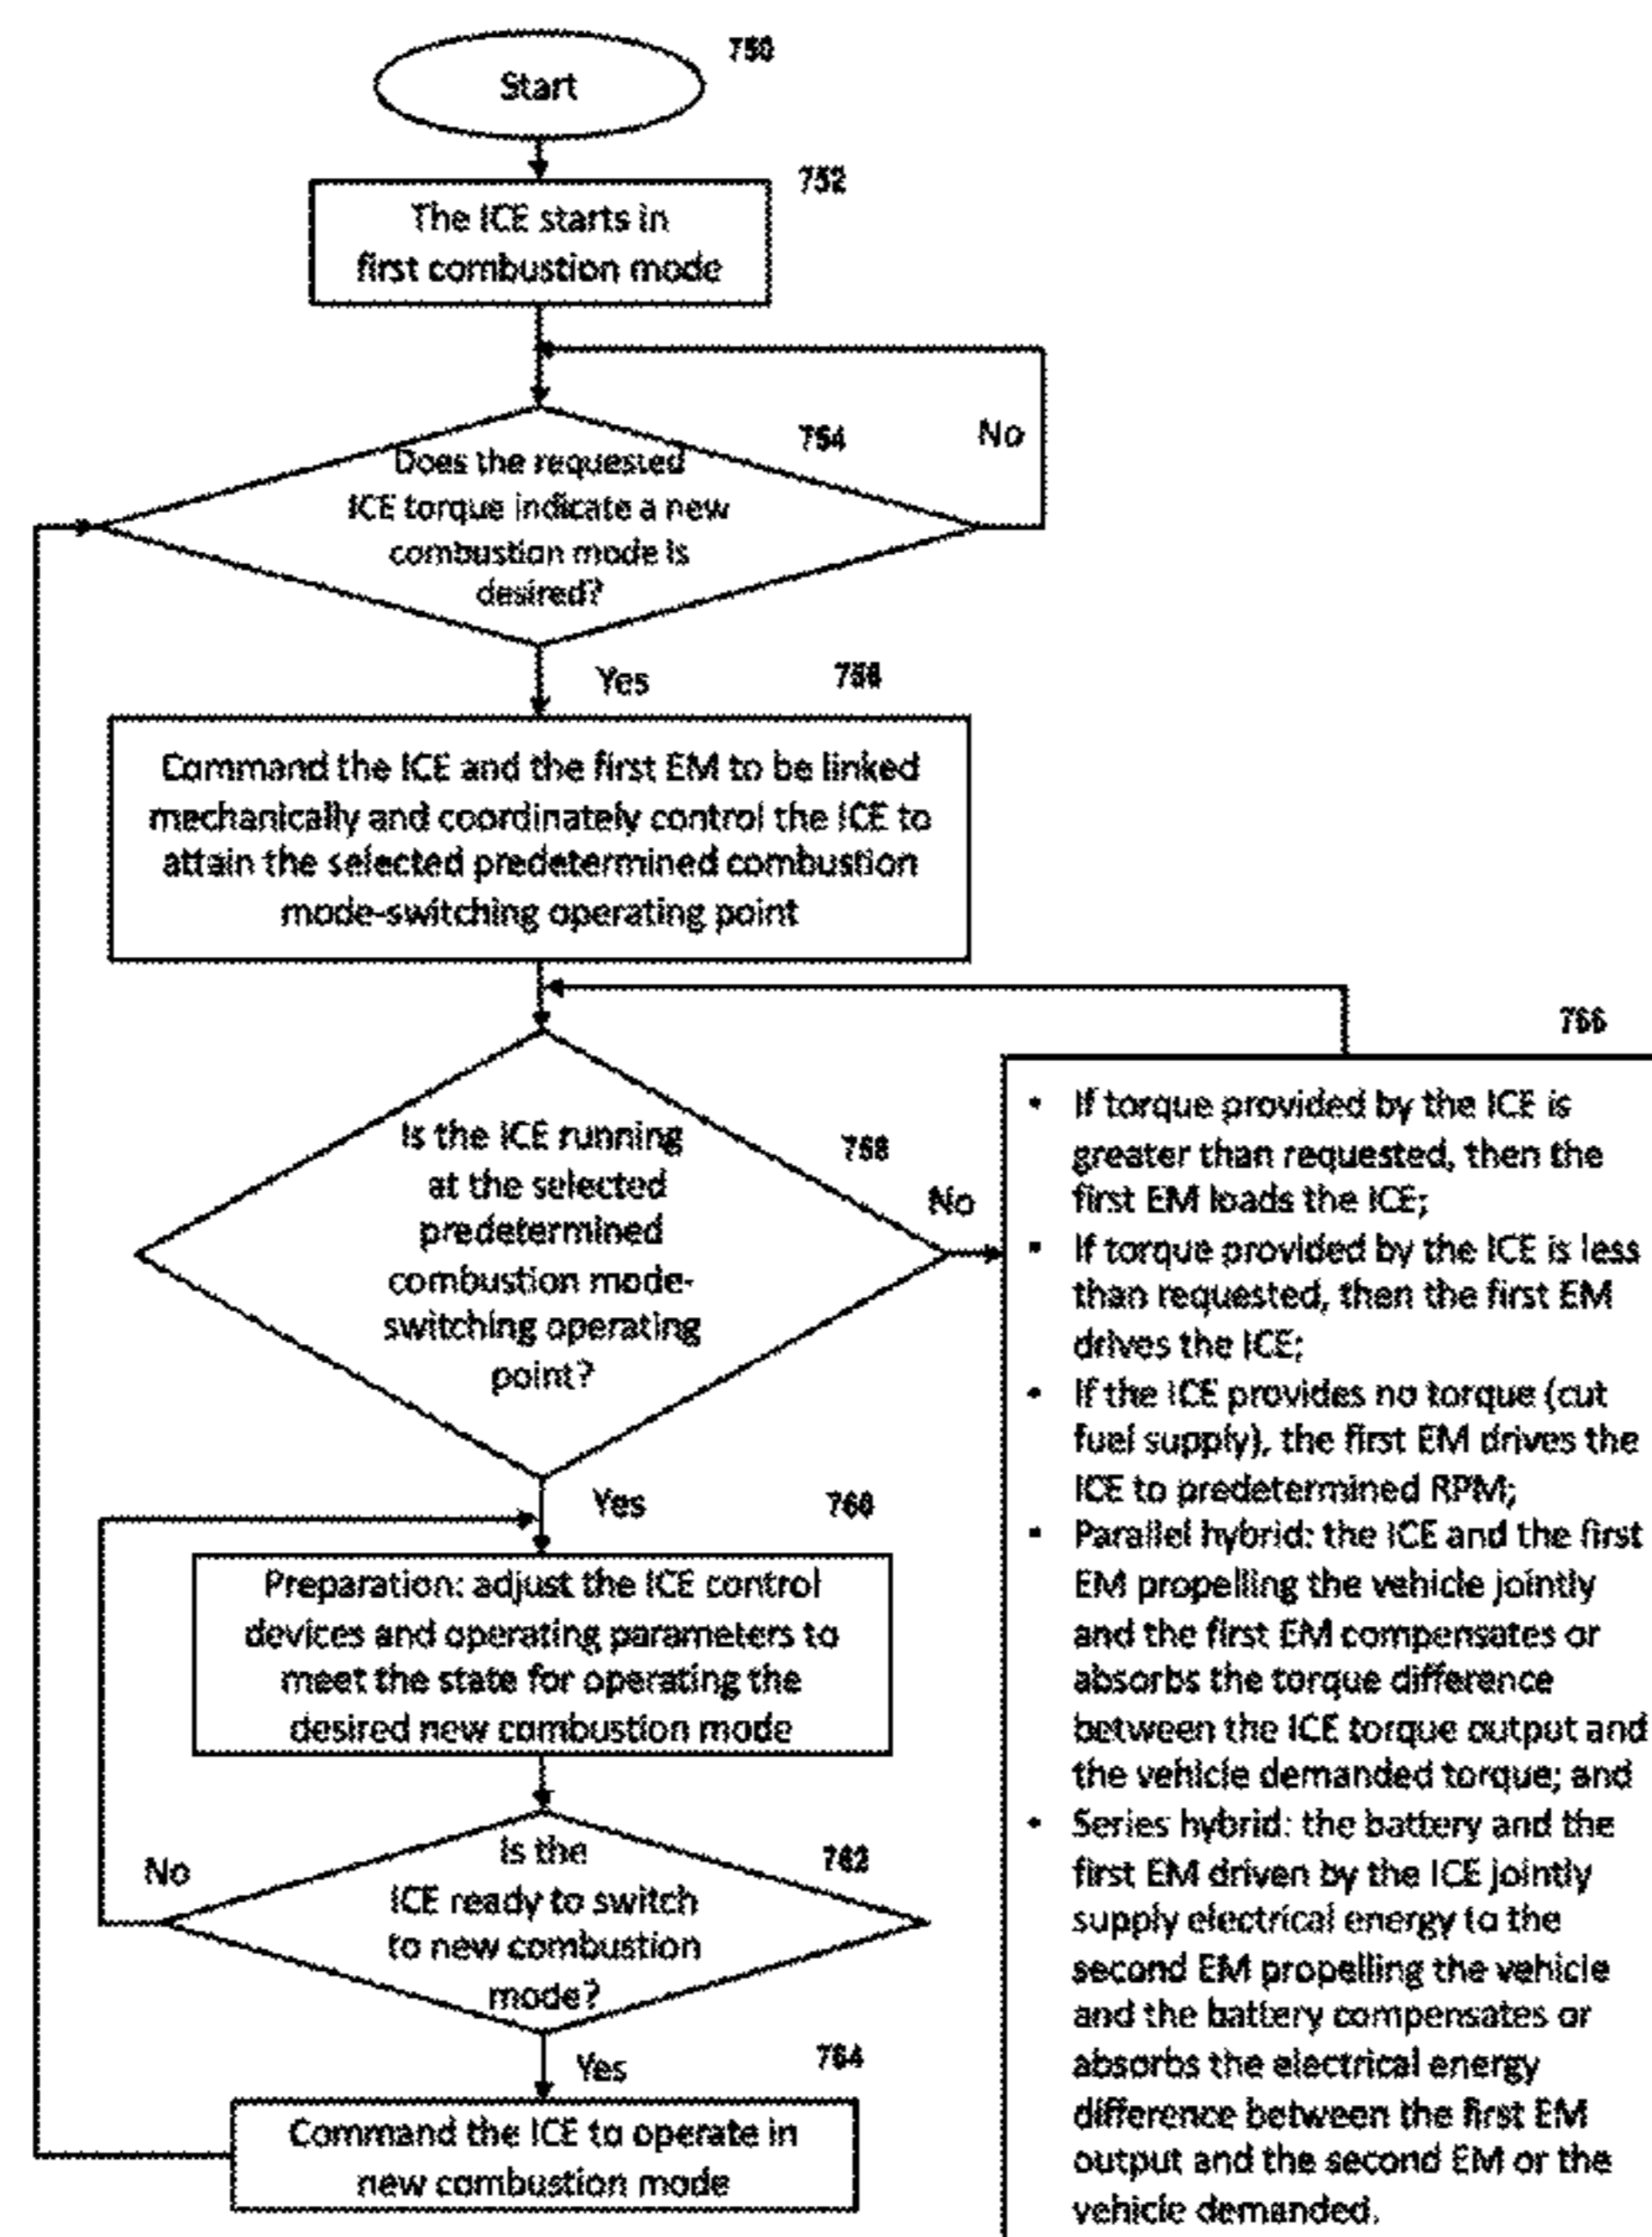 750
Start
752
The ICE starts in
first combustion mode
754
No
Does the requested
ICE torque indicate a new
combustion mode is
desired?
Yes
756
Command the ICE and the first EM to be linked
mechanically and coordinately control the ICE to
attain the selected predetermined combustion
mode-switching operating point
758
Is the ICE running
at the selected
predetermined
combustion mode-
switching operating
point?
No
766
• If torque provided by the ICE is
greater than requested, then the
first EM loads the ICE;
• If torque provided by the ICE is less
than requested, then the first EM
drives the ICE;
• If the ICE provides no torque (cut
fuel supply), the first EM drives the
ICE to predetermined RPM;
• Parallel hybrid: the ICE and the first
EM propelling the vehicle jointly
and the first EM compensates or
absorbs the torque difference
between the ICE torque output and
the vehicle demanded torque; and
• Series hybrid: the battery and the
first EM driven by the ICE jointly
supply electrical energy to the
second EM propelling the vehicle
and the battery compensates or
absorbs the electrical energy
difference between the first EM
output and the second EM or the
vehicle demanded.
Yes
760
Preparation: adjust the ICE control
devices and operating parameters to
meet the state for operating the
desired new combustion mode
No
762
Is the
ICE ready to switch
to new combustion
mode?
Yes
764
Command the ICE to operate in
new combustion mode